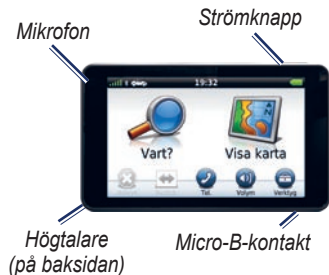 Strömknapp
Mikrofon
19:32
Vart?
Visa karta
Tel.
Volym
Verktyg
Högtalare
(på baksidan)
Micro-B-kontakt